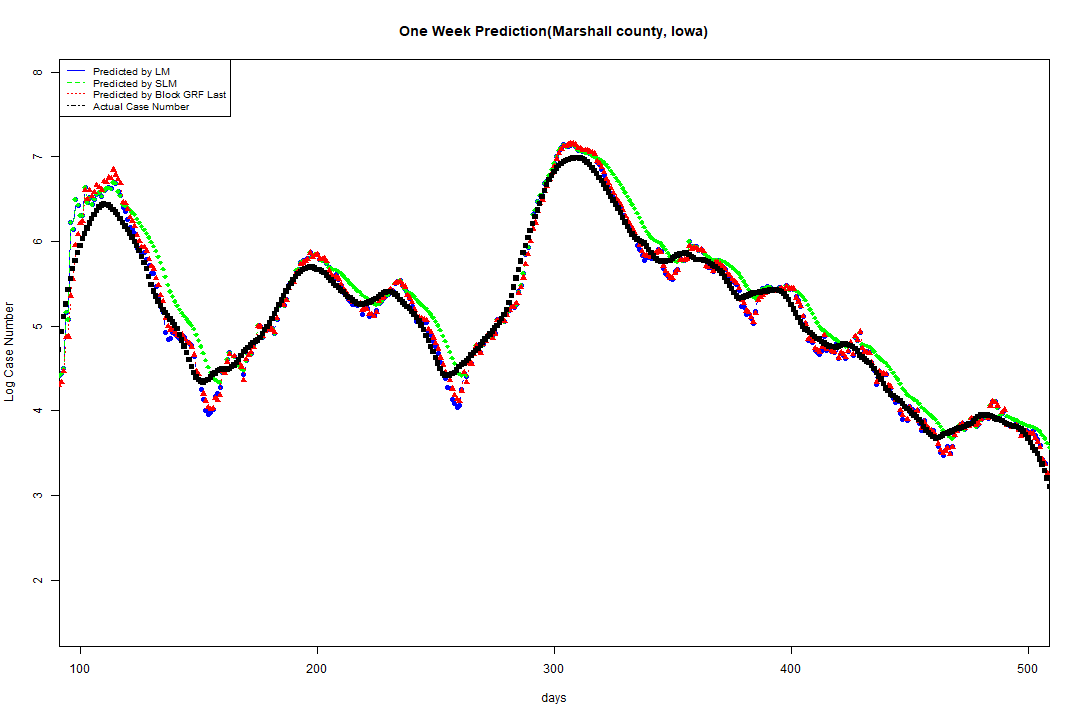 One Week Prediction(Marshall county, Iowa)
Predicted by LM
Predicted by SLM
Predicted by Block GRF Last
Actual Case Number
8
7
6
5
4
3
2
Log Case Number
100 200 300 400 500
days